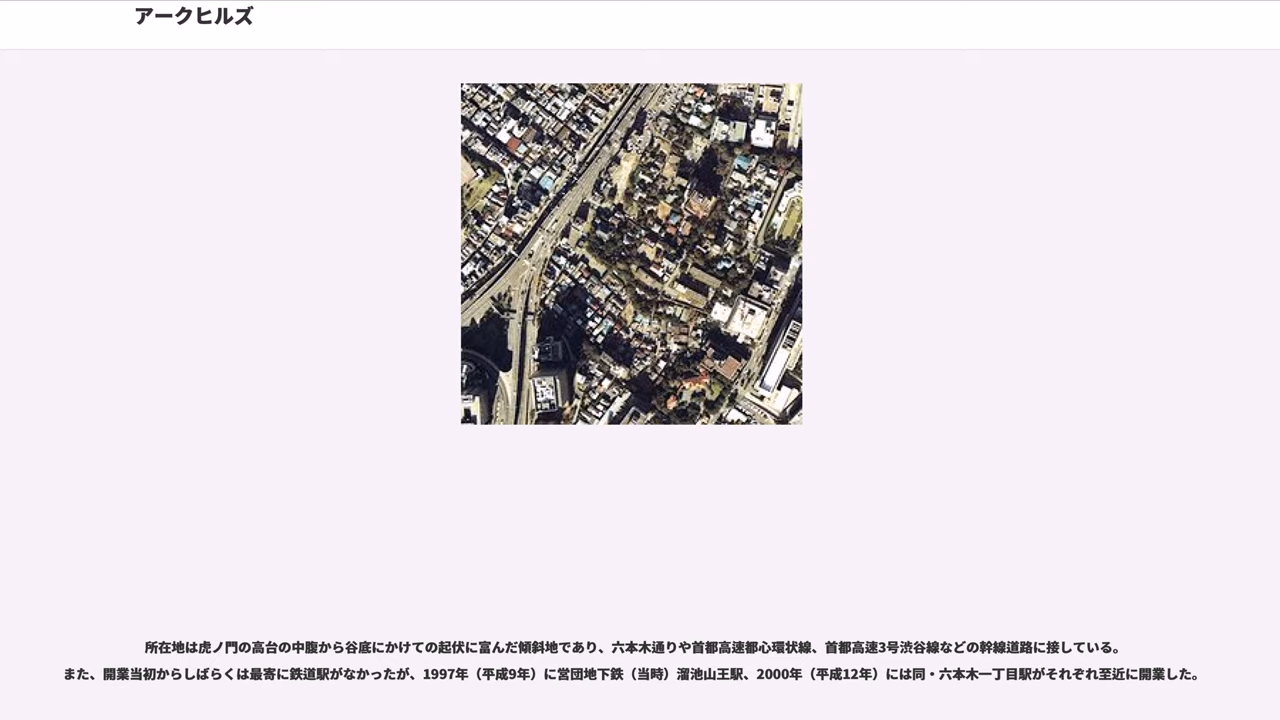 アークヒルズ
所在地は虎ノ門の高台の中腹から谷底にかけての起伏に富んだ傾斜地であり、六本木通りや首都高速都心環状線、首都高速3号渋谷線などの幹線道路に接している。
また、開業当初からしばらくは最寄に鉄道駅がなかったが、1997年（平成9年）に営団地下鉄（当時）溜池山王駅、2000年（平成12年）には同・六本木一丁目駅がそれぞれ至近に開業した。